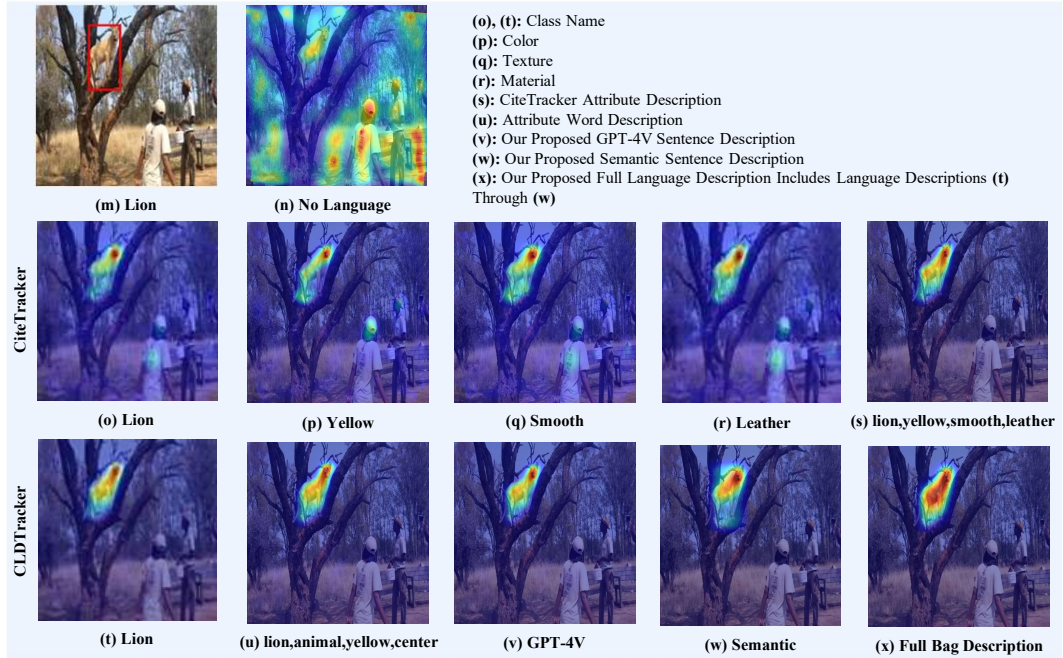 (o), (t): Class Name
(p): Color
(q): Texture
(r): Material
(s): CiteTracker Attribute Description
(u): Attribute Word Description
(v): Our Proposed GPT-4V Sentence Description
(w): Our Proposed Semantic Sentence Description
(x): Our Proposed Full Language Description Includes Language Descriptions (t)
Through (w)
(m) Lion
(n) No Language
CiteTracker
(o) Lion
(p) Yellow
(q) Smooth
(r) Leather
(s) lion,yellow,smooth,leather
CLDTracker
(t) Lion
(u) lion,animal,yellow,center
(v) GPT-4V
(w) Semantic
(x) Full Bag Description